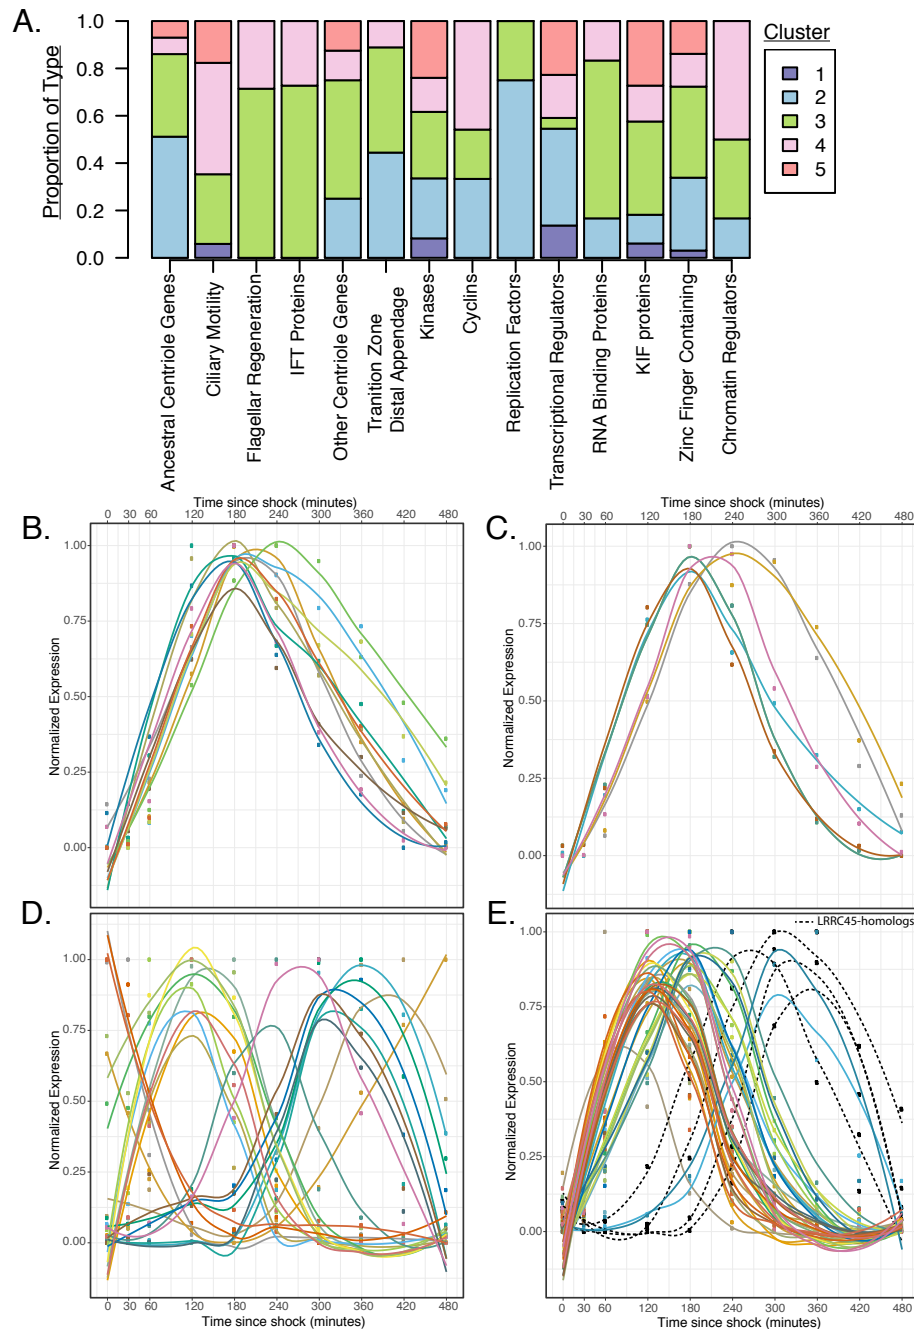 A.
Proportion of Type
1.0
0.8
0.6
0.4
0.2
0.0
Cluster
1
2
3
4
5
Ancestral Centriole Genes
Ciliary Motility
Flagellar Regeneration
IFT Proteins
Other Centriole Genes
Tranition Zone
Distal Appendage
Kinases
Cyclins
Replication Factors
Transcriptional Regulators
RNA Binding Proteins
KIF proteins
Zinc Finger Containing
Chromatin Regulators
B.
Time since shock (minutes)
0 30 60 120 180 240 300 360 420 480
Normalized Expression
1.00
0.75
0.50
0.25
0.00
C.
Time since shock (minutes)
0 30 60 120 180 240 300 360 420 480
Normalized Expression
1.00
0.75
0.50
0.25
0.00
D.
Normalized Expression
1.00
0.75
0.50
0.25
0.00
0 30 60 120 180 240 300 360 420 480
Time since shock (minutes)
E.
LRRC45-homologs
Normalized Expression
1.00
0.75
0.50
0.25
0.00
0 30 60 120 180 240 300 360 420 480
Time since shock (minutes)